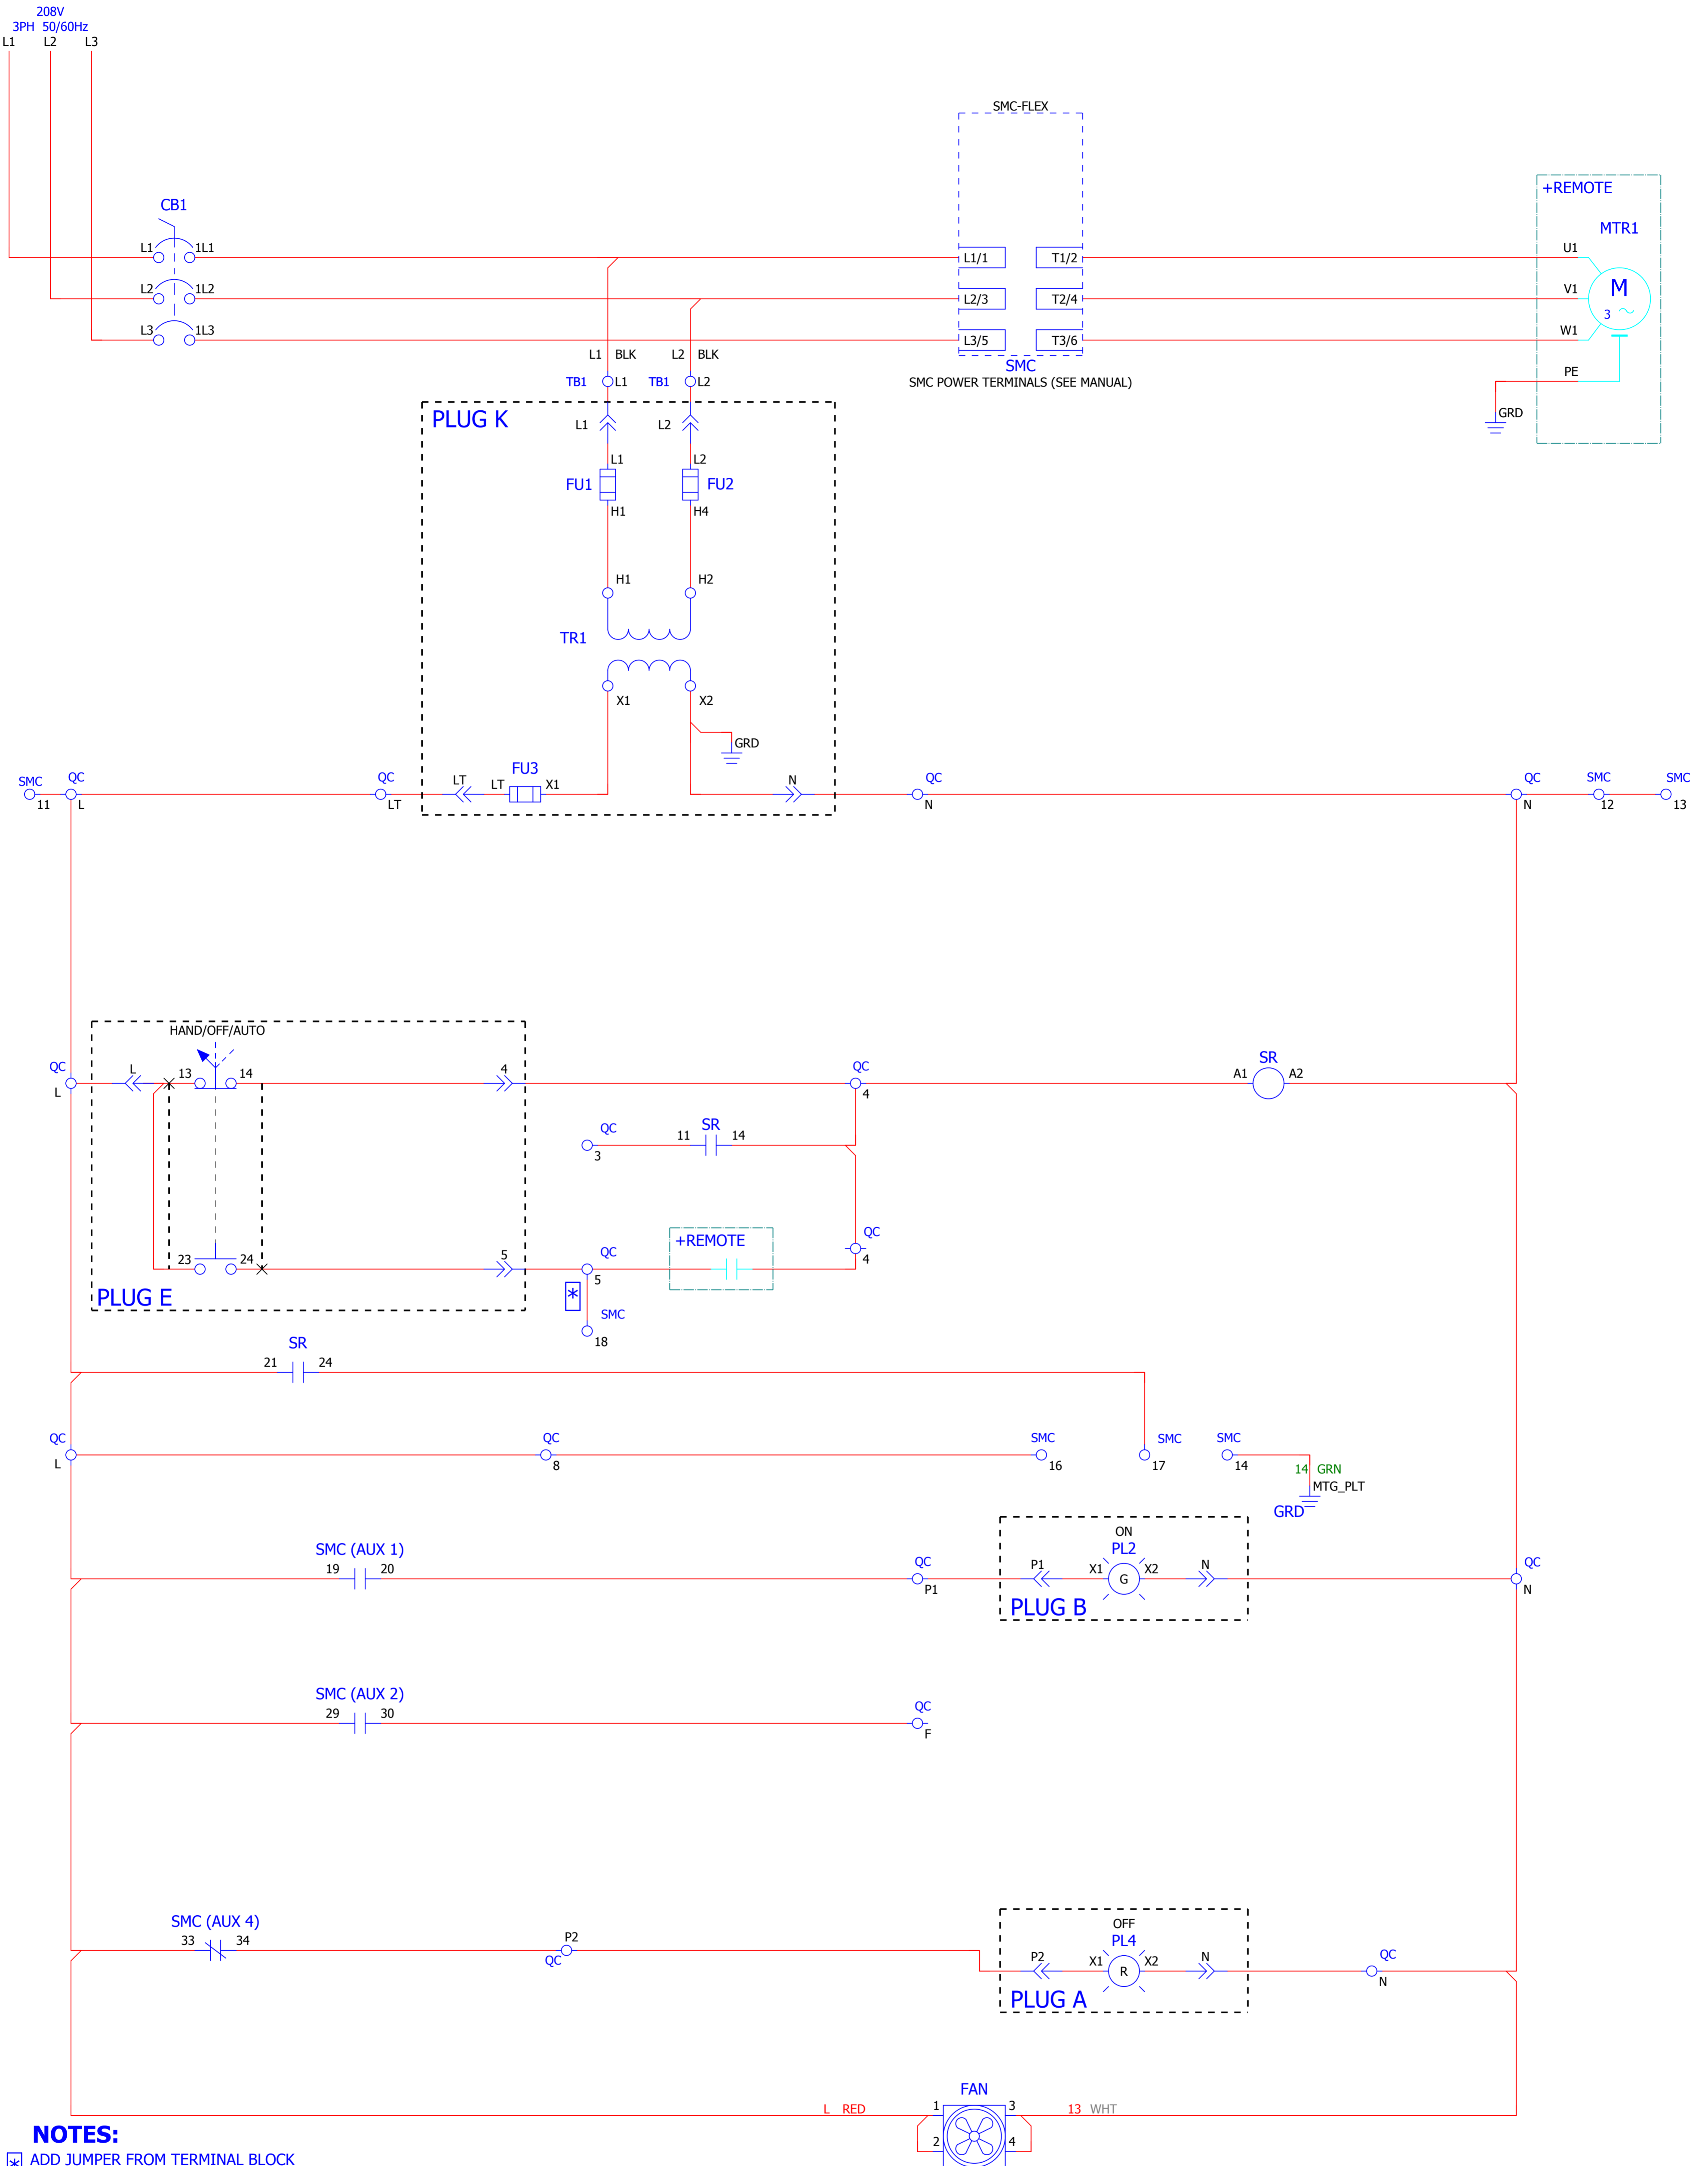 208V
3PH 50/60Hz
L1 L2 L3
SMC-FLEX
+REMOTE
CB1
MTR1
L1 1L1
L1/1 T1/2
U1
L2 1L2
L2/3 T2/4
V1
M
3
L3 1L3
L3/5 T3/6
W1
SMC
SMC POWER TERMINALS (SEE MANUAL)
PE
GRD
L1 BLK L2 BLK
TB1 L1 TB1 L2
PLUG K
L1 L2
L1 L2
FU1 FU2
H1 H4
H1 H2
TR1
X1 X2
GRD
SMC QC QC LT LT FU3 X1 N QC QC SMC SMC
11 L LT N N 12 13
HAND/OFF/AUTO
QC L 13 14 4 QC SR
L 4 A1 A2
QC 11 SR 14
3
+REMOTE
QC
4
23 24 5 QC
5
PLUG E
*
SMC
18
SR
21 24
QC QC SMC SMC SMC
L 8 16 17 14
14 GRN
MTG_PLT
GRD
ON
SMC (AUX 1)
PL2
19 20 QC P1 X1 G X2 N QC
P1 N
PLUG B
SMC (AUX 2)
29 30 QC
F
SMC (AUX 4)
OFF
33 34 P2
QC
PL4
P2 X1 R X2 N QC
N
PLUG A
FAN
L RED 1 3 13 WHT
2 4
NOTES:
* ADD JUMPER FROM TERMINAL BLOCK